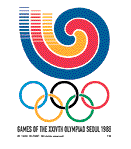 GAMES OF THE XXIVTH OLYMPIAD SEOUL 1988